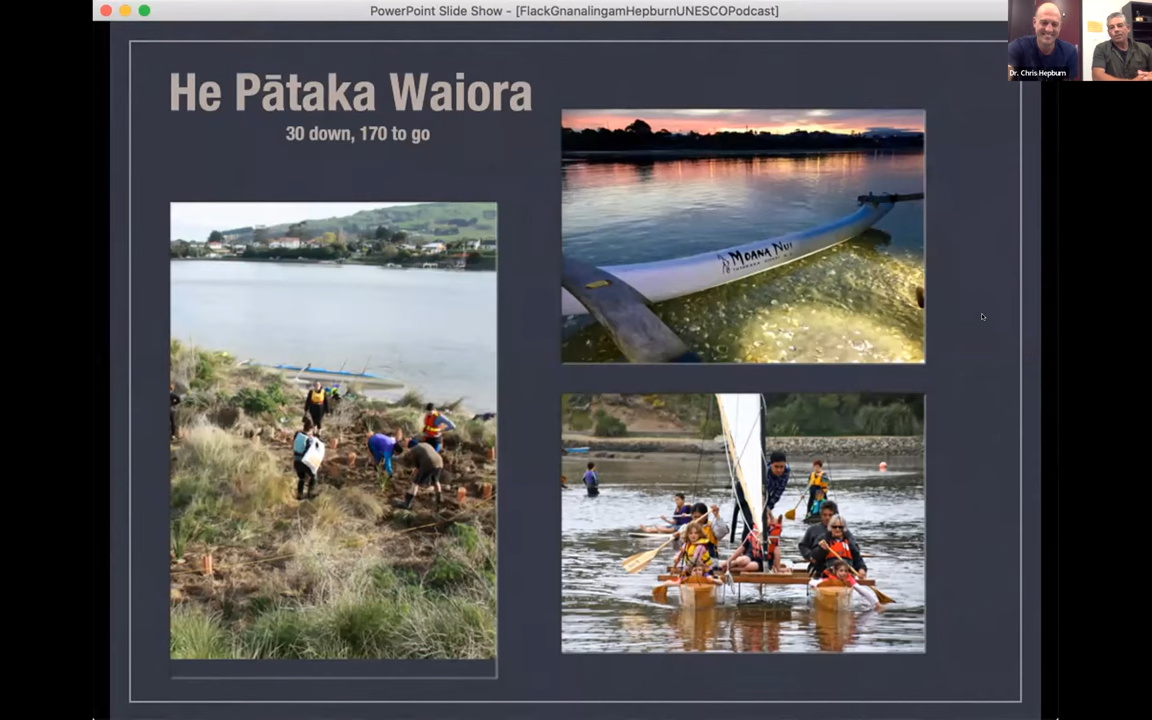 PowerPoint Slide Show - [FlackGnanalingamHepburnUNESCOPodcast]
Dr. Chris Hepburn
He Pātaka Waiora
30 down, 170 to go
MOANA NUI